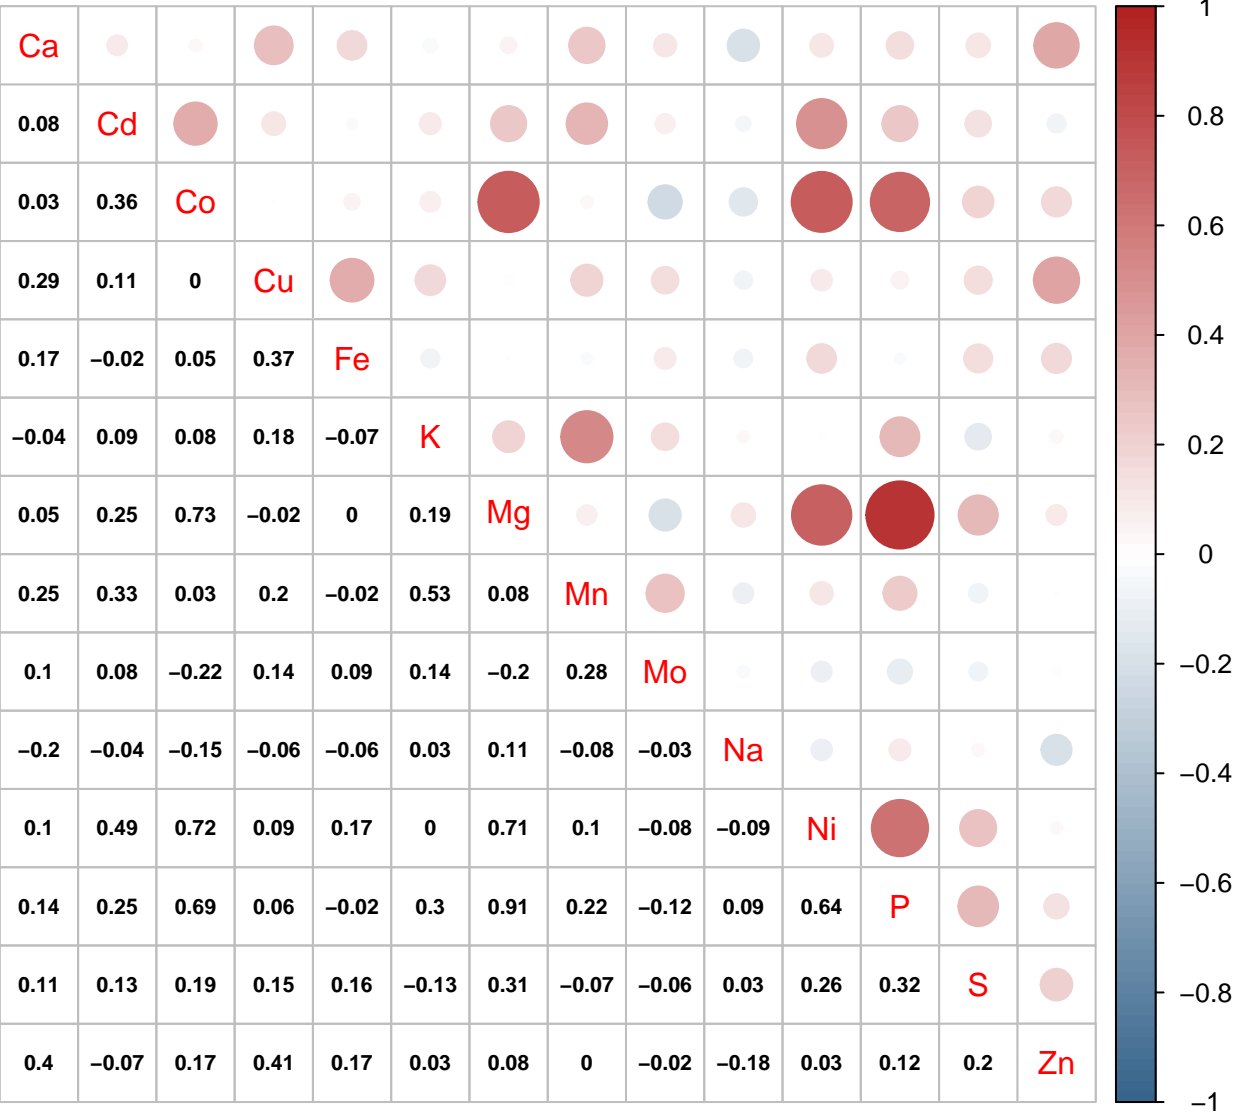 Ca
0.08 Cd
0.03 0.36 Co
0.29 0.11 0 Cu
0.17 −0.02 0.05 0.37 Fe
−0.04 0.09 0.08 0.18 −0.07 K
0.05 0.25 0.73 −0.02 0 0.19 Mg
0.25 0.33 0.03 0.2 −0.02 0.53 0.08 Mn
0.1 0.08 −0.22 0.14 0.09 0.14 −0.2 0.28 Mo
−0.2 −0.04 −0.15 −0.06 −0.06 0.03 0.11 −0.08 −0.03 Na
0.1 0.49 0.72 0.09 0.17 0 0.71 0.1 −0.08 −0.09 Ni
0.14 0.25 0.69 0.06 −0.02 0.3 0.91 0.22 −0.12 0.09 0.64 P
0.11 0.13 0.19 0.15 0.16 −0.13 0.31 −0.07 −0.06 0.03 0.26 0.32 S
0.4 −0.07 0.17 0.41 0.17 0.03 0.08 0 −0.02 −0.18 0.03 0.12 0.2 Zn
1
0.8
0.6
0.4
0.2
0
−0.2
−0.4
−0.6
−0.8
−1